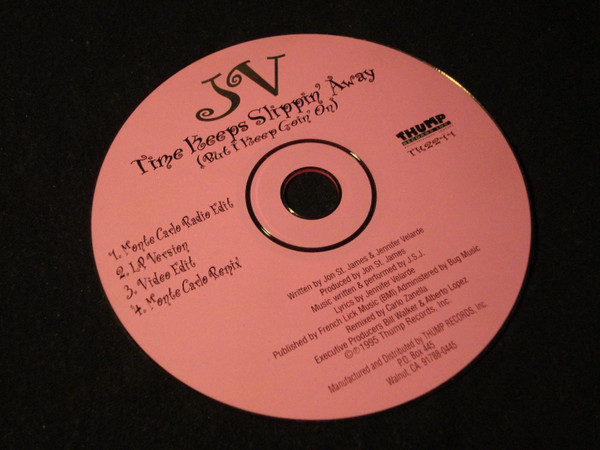 JV
Time Keeps Slippin' Away
(But I Keep Goin' On)
THUMP
RECORDS INC.
TK2211
1. Monte Carlo Radio Edit
2. LP Version
3. Video Edit
4. Monte Carlo Remix
Written by Jon St. James & Jennifer Velarde
Produced by Jon St. James
Music written & performed by J.S.J.
Lyrics by Jennifer Velarde
Published by French Lick Music (BMI) Administered by Bug Music
Remixed by Carlo Zanella
Executive Producers Bill Walker & Alberto Lopez
©℗ 1995 Thump Records, Inc.
Manufactured and Distributed by THUMP RECORDS, Inc.
P.O. Box 445
Walnut, CA. 91788-0445